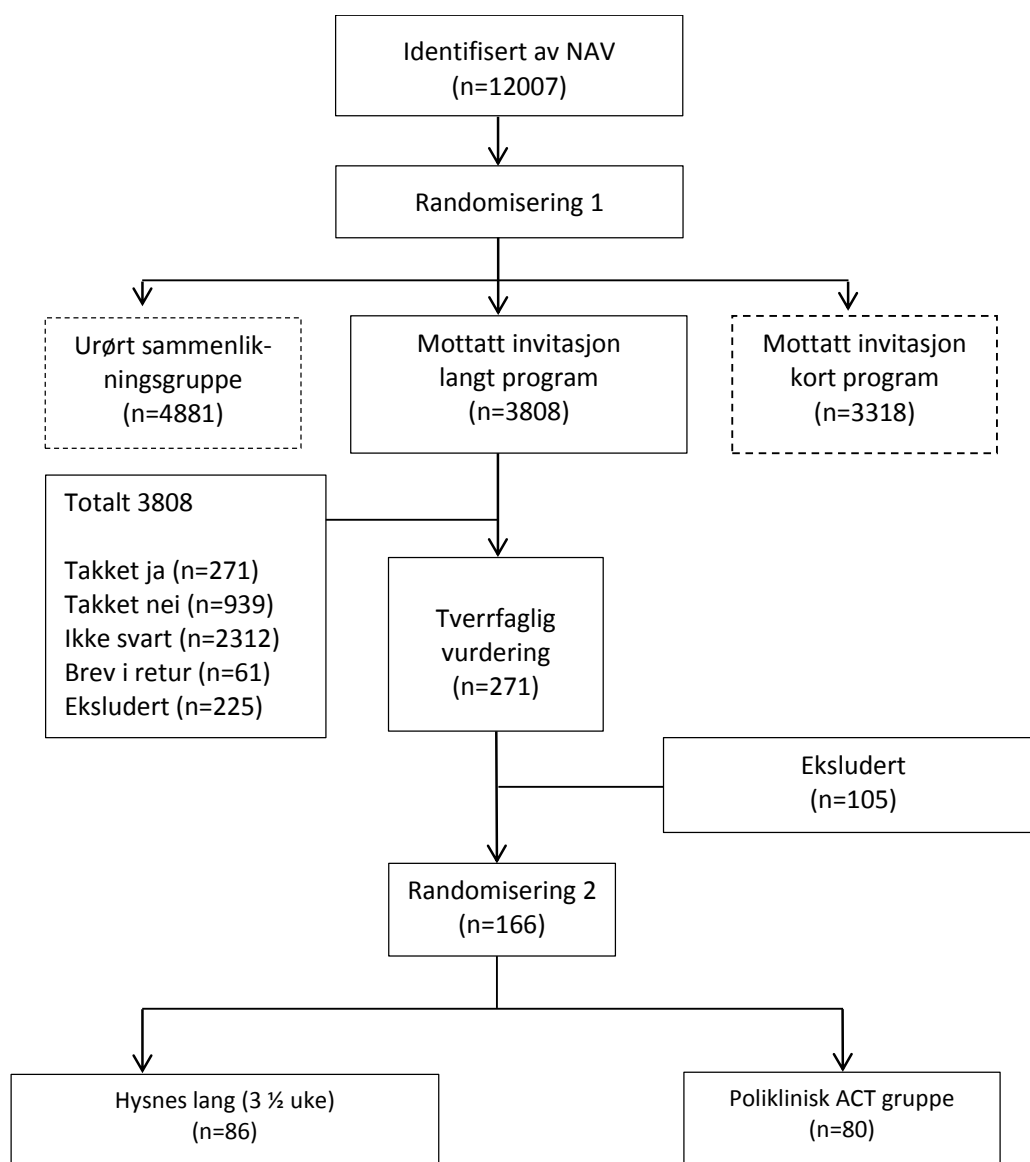 Identifisert av NAV
(n=12007)
Randomisering 1
Urørt sammenlik-
ningsgruppe
(n=4881)
Mottatt invitasjon
langt program
(n=3808)
Mottatt invitasjon
kort program
(n=3318)
Totalt 3808
Takket ja (n=271)
Takket nei (n=939)
Ikke svart (n=2312)
Brev i retur (n=61)
Eksludert (n=225)
Tverrfaglig
vurdering
(n=271)
Eksludert
(n=105)
Randomisering 2
(n=166)
Hysnes lang (3 ½ uke)
(n=86)
Poliklinisk ACT gruppe
(n=80)